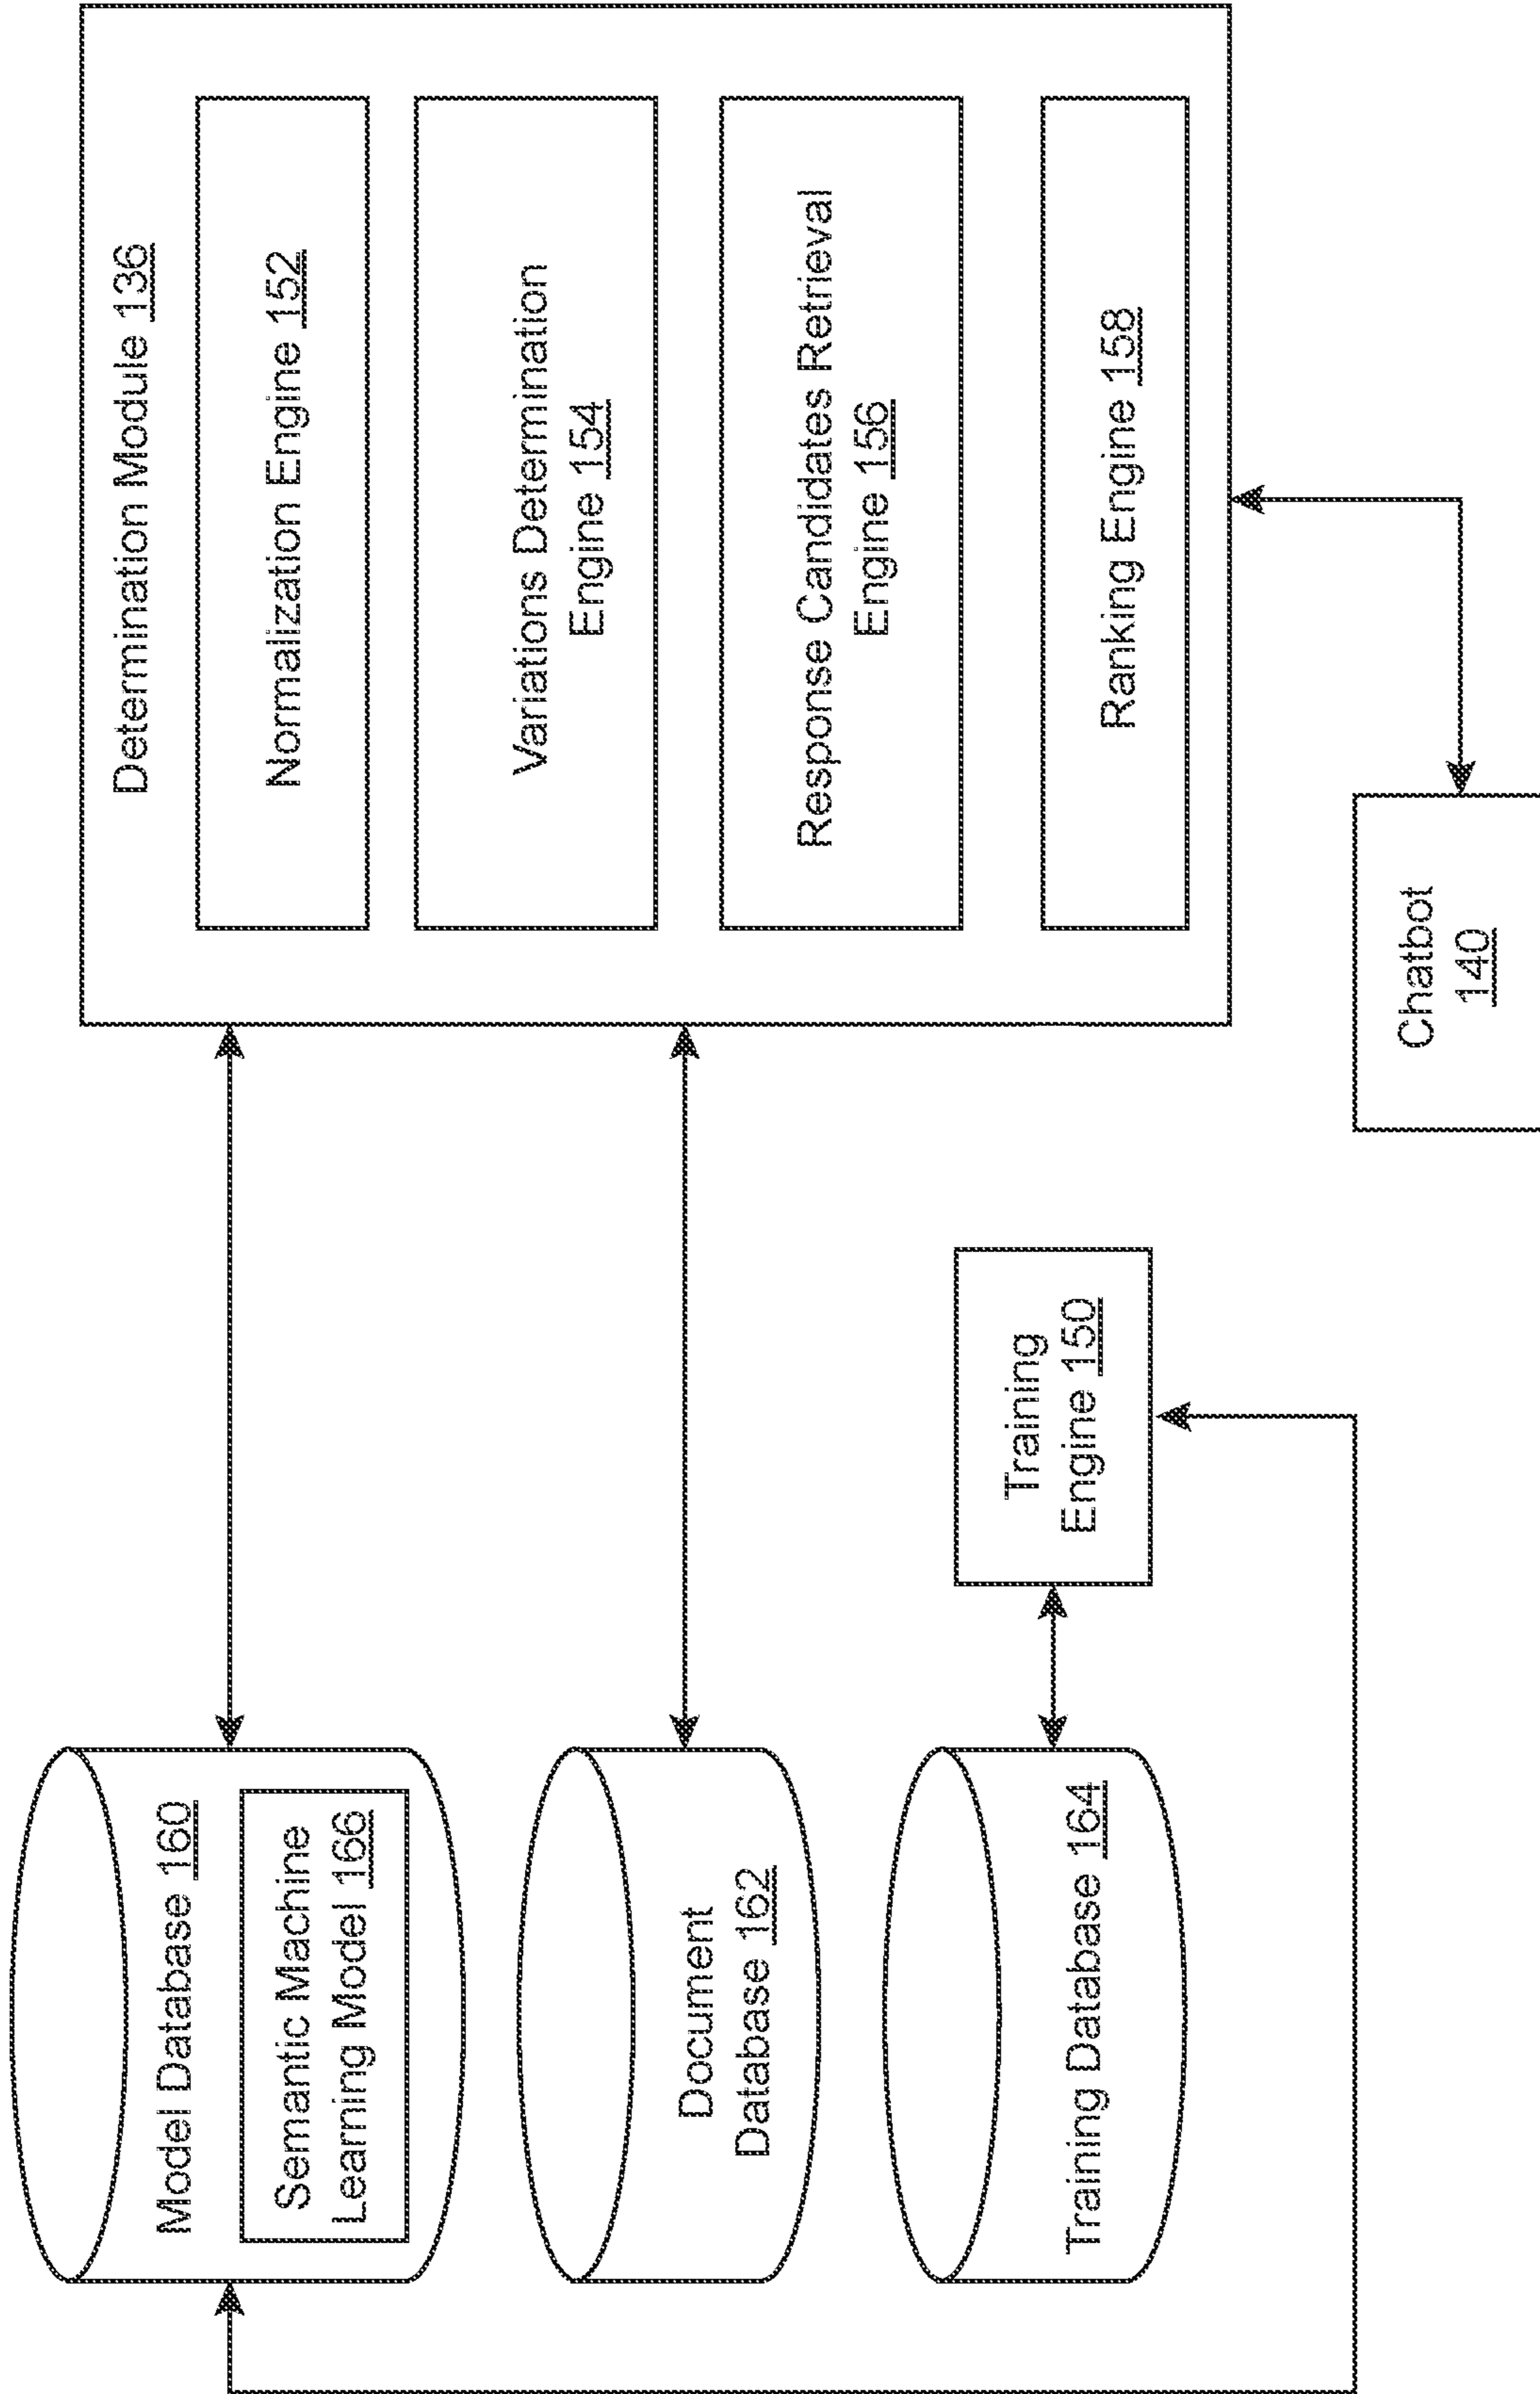 Model Database 160
Semantic Machine
Learning Model 166
Document
Database 162
Training Database 164
Training
Engine 150
Determination Module 136
Normalization Engine 152
Variations Determination
Engine 154
Response Candidates Retrieval
Engine 156
Ranking Engine 158
Chatbot
140